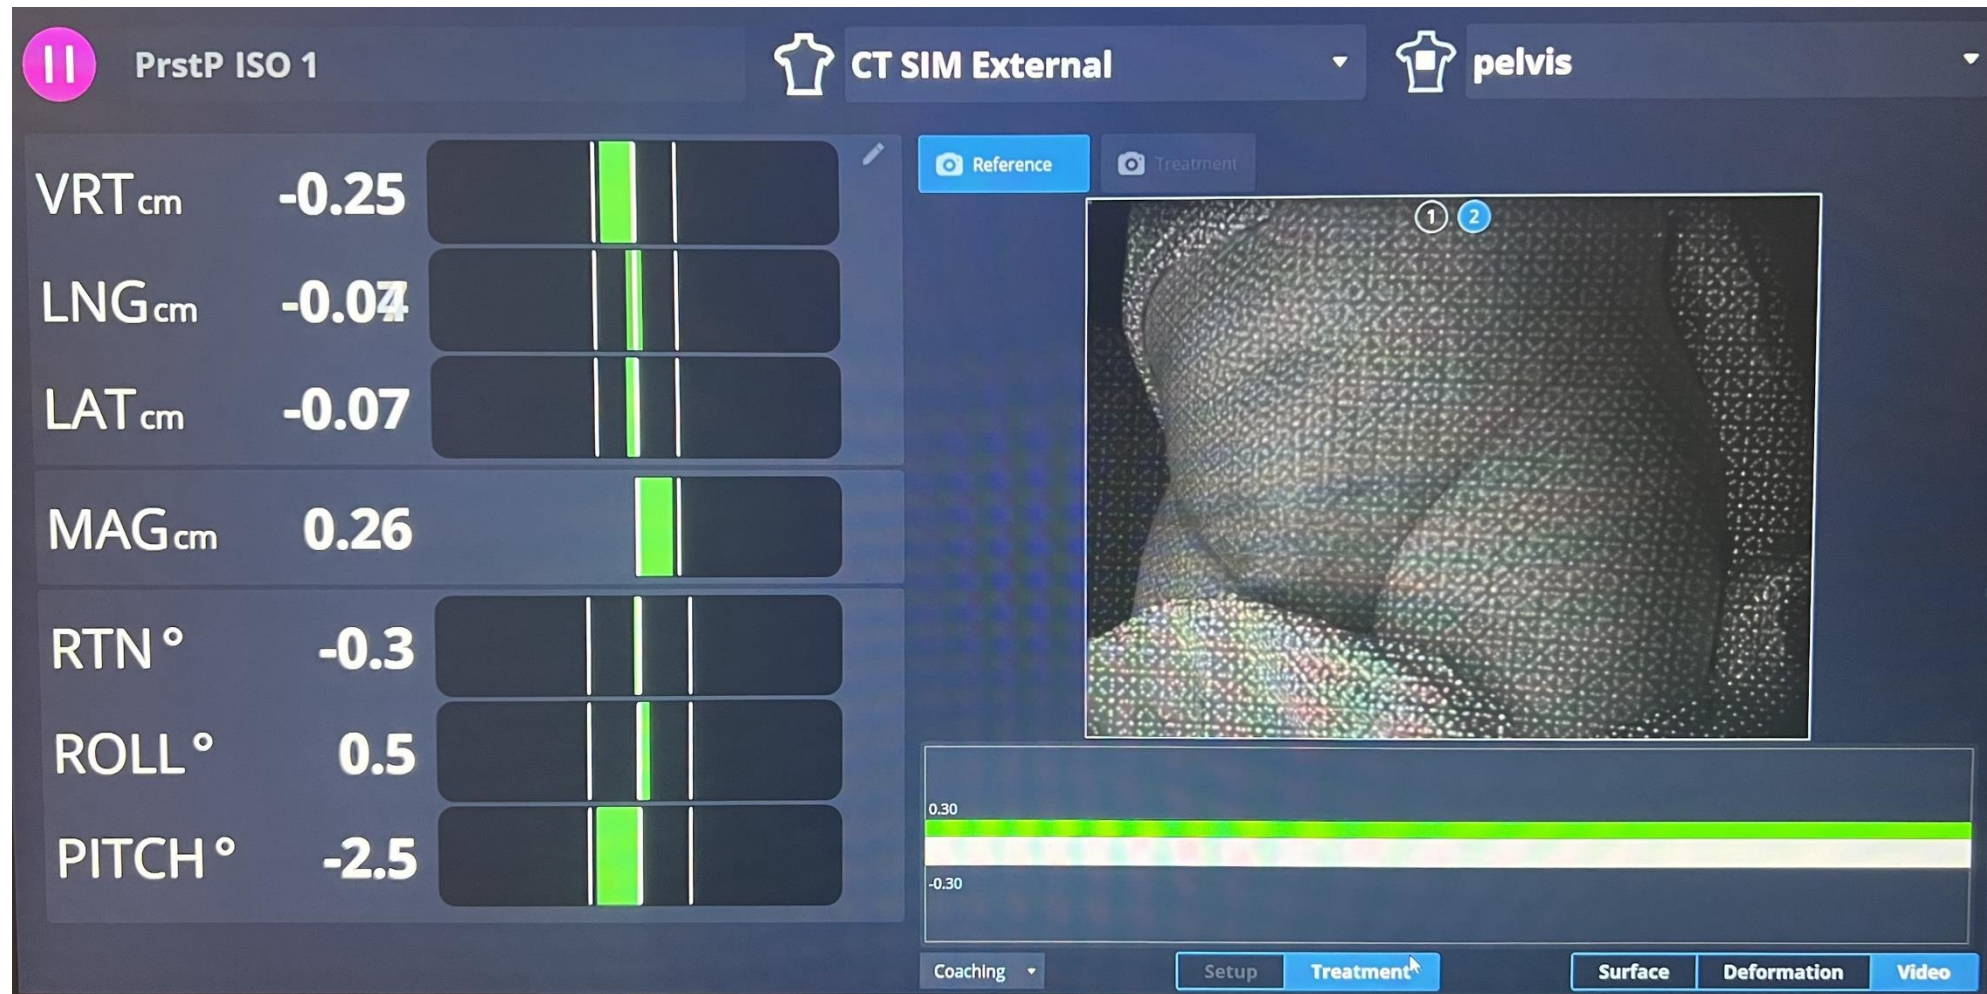 PrstP ISO 1
CT SIM External
pelvis
VRT cm -0.25
LNG cm
LAT cm -0.07
MAG cm 0.26
RTN ° -0.3
ROLL ° 0.5
PITCH ° -2.5
Reference
Treatment
1 2
0.30
-0.30
Coaching
Setup
Treatment
Surface
Deformation
Video